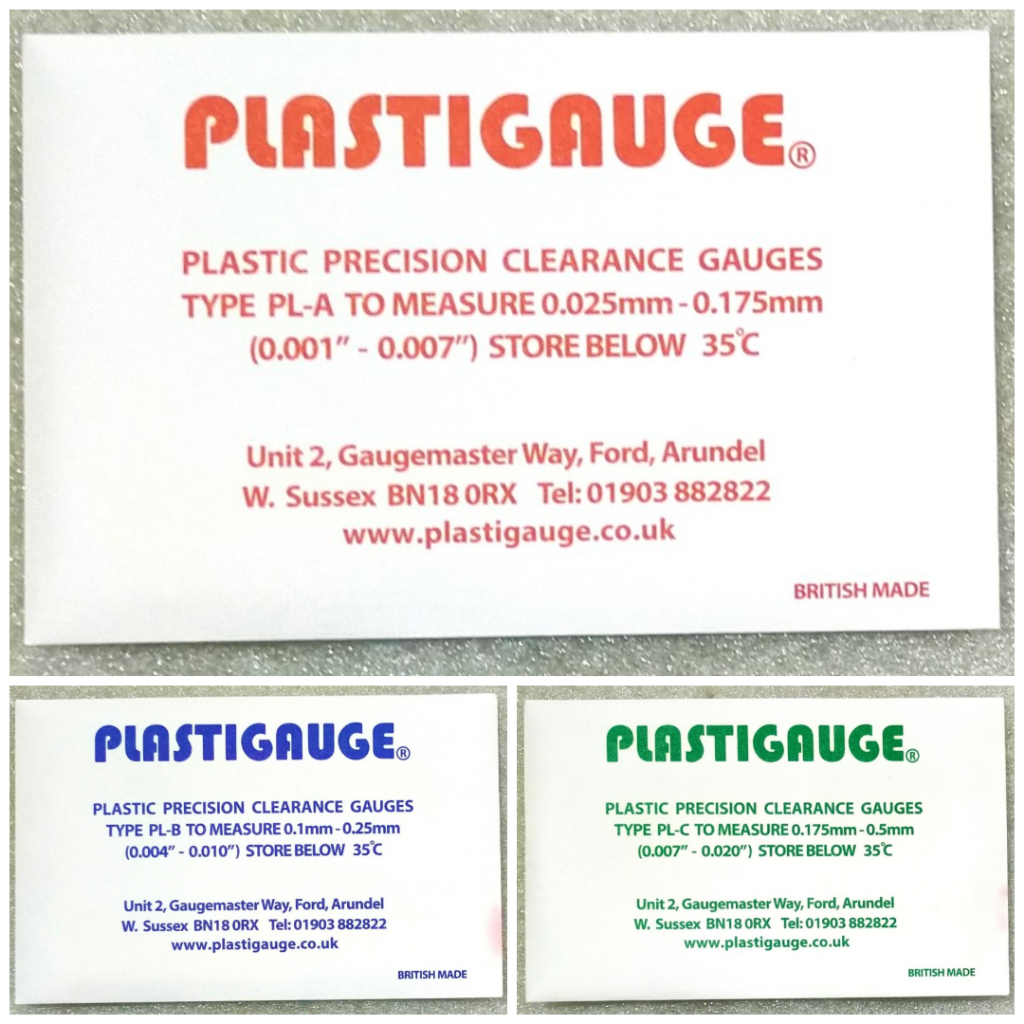 PLASTIGAUGE®
PLASTIC PRECISION CLEARANCE GAUGES
TYPE PL-A TO MEASURE 0.025mm - 0.175mm
(0.001” - 0.007”) STORE BELOW 35°C
Unit 2, Gaugemaster Way, Ford, Arundel
W. Sussex BN18 0RX Tel: 01903 882822
www.plastigauge.co.uk
BRITISH MADE
PLASTIGAUGE®
PLASTIC PRECISION CLEARANCE GAUGES
TYPE PL-B TO MEASURE 0.1mm - 0.25mm
(0.004” - 0.010”) STORE BELOW 35°C
Unit 2, Gaugemaster Way, Ford, Arundel
W. Sussex BN18 0RX Tel: 01903 882822
www.plastigauge.co.uk
BRITISH MADE
PLASTIGAUGE®
PLASTIC PRECISION CLEARANCE GAUGES
TYPE PL-C TO MEASURE 0.175mm - 0.5mm
(0.007” - 0.020”) STORE BELOW 35°C
Unit 2, Gaugemaster Way, Ford, Arundel
W. Sussex BN18 0RX Tel: 01903 882822
www.plastigauge.co.uk
BRITISH MADE